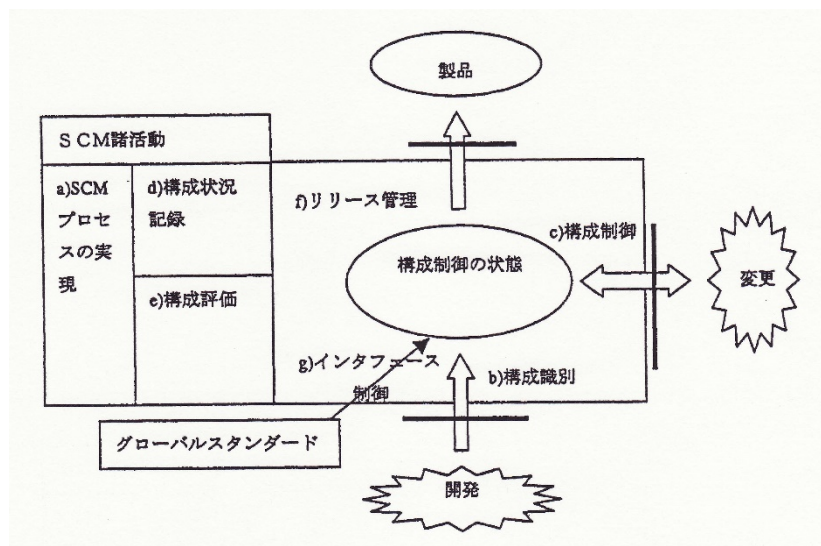 製品
ＳＣＭ諸活動
a)SCM
プロセ
スの実
現
d)構成状況
記録
e)構成評価
f)リリース管理
c)構成制御
構成制御の状態
変更
g)インタフェース
制御
b)構成識別
グローバルスタンダード
開発